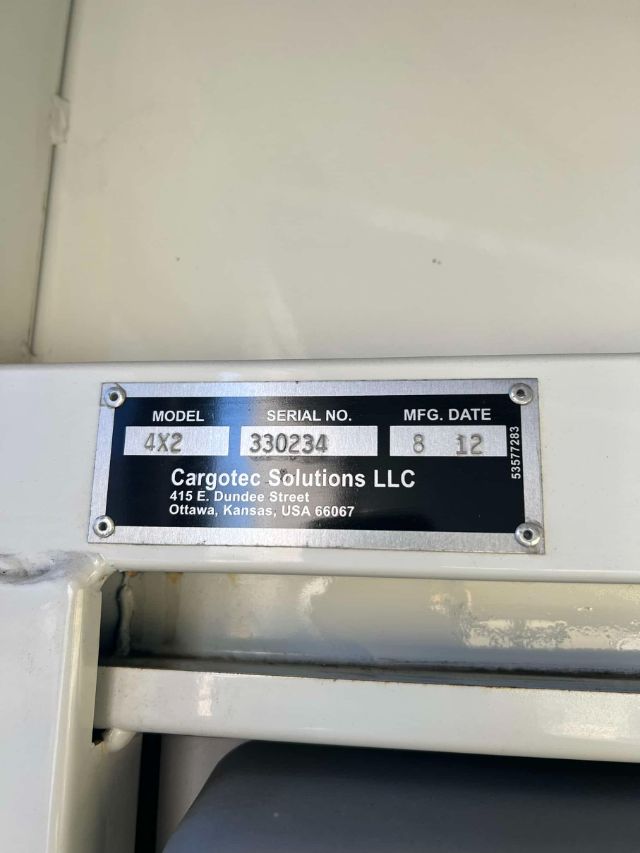 MODEL SERIAL NO. MFG. DATE
4X2 330234 8 12
Cargotec Solutions LLC
415 E. Dundee Street
Ottawa, Kansas, USA 66067
53577283